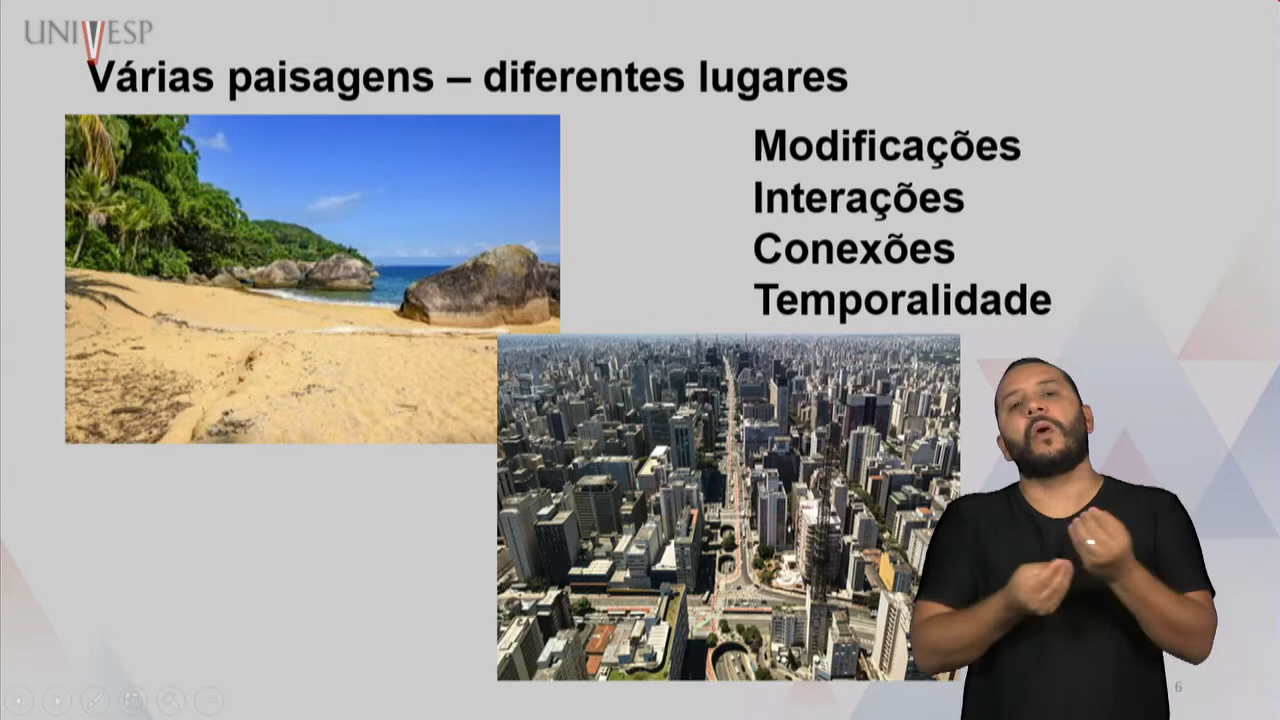 UNIVESP
Várias paisagens – diferentes lugares
Modificações
Interações
Conexões
Temporalidade
6